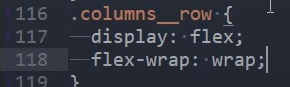 116 .columns__row {
117 display: flex;
118 flex-wrap: wrap;
119 }